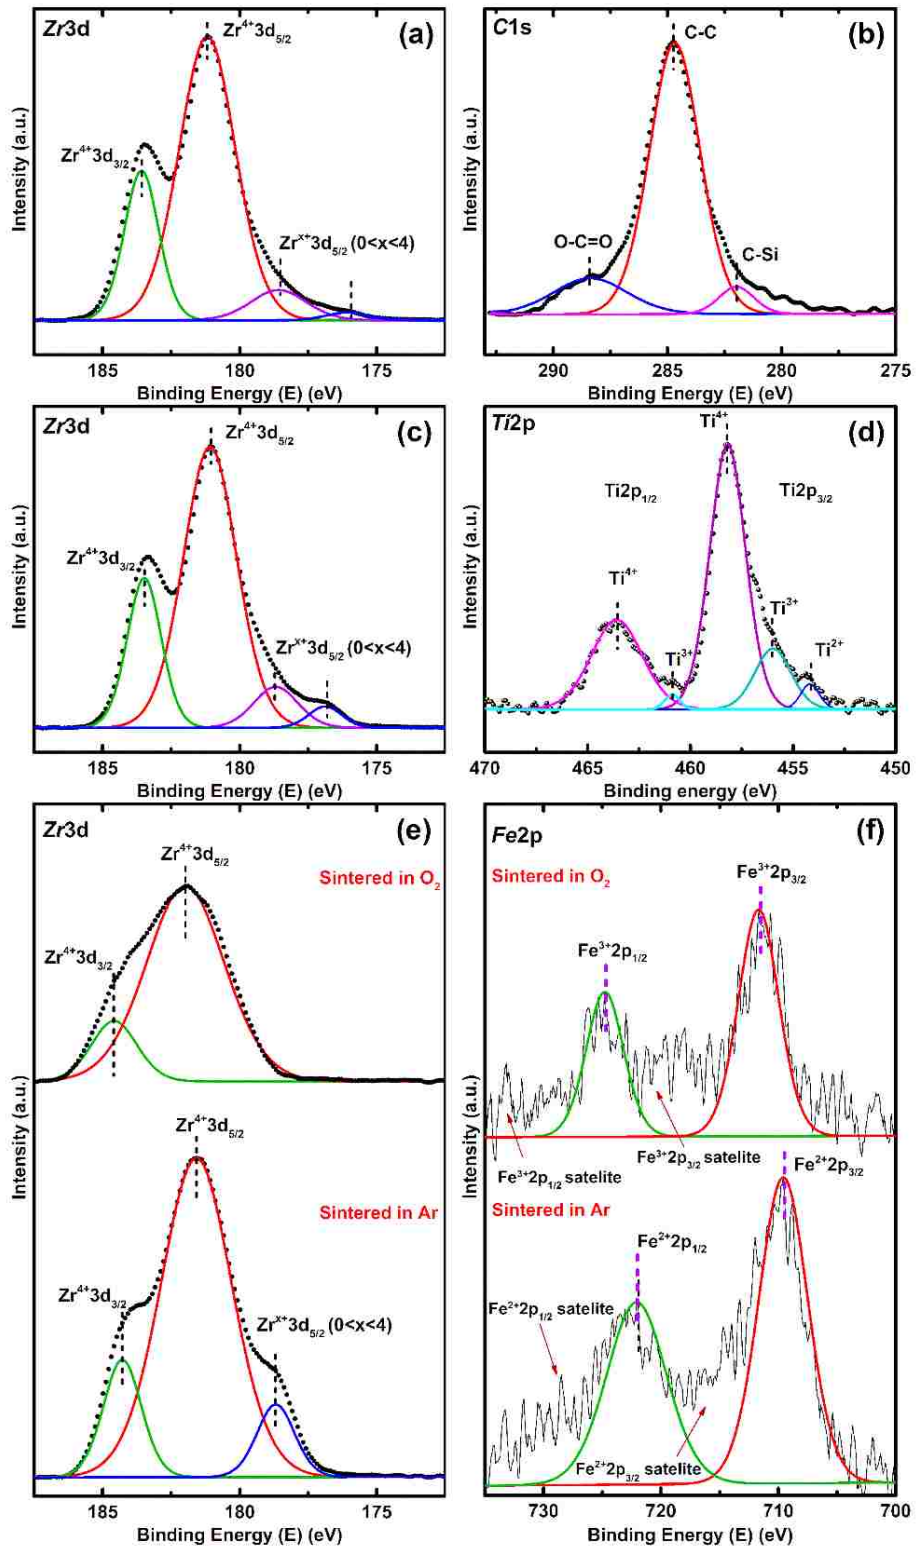 Zr3d
(a)
Zr⁴⁺3d₅/₂
Zr⁴⁺3d₃/₂
Zrˣ⁺3d₅/₂ (0<x<4)
Intensity (a.u.)
185 180 175
Binding Energy (E) (eV)
C1s
(b)
C-C
O-C=O
C-Si
Intensity (a.u.)
290 285 280 275
Binding Energy (E) (eV)
Zr3d
(c)
Zr⁴⁺3d₅/₂
Zr⁴⁺3d₃/₂
Zrˣ⁺3d₅/₂ (0<x<4)
Intensity (a.u.)
185 180 175
Binding Energy (E) (eV)
Ti2p
(d)
Ti⁴⁺
Ti2p₁/₂
Ti2p₃/₂
Ti⁴⁺
Ti³⁺
Ti³⁺
Ti²⁺
Intensity (a.u.)
470 465 460 455 450
Binding energy (eV)
Zr3d
(e)
Zr⁴⁺3d₅/₂
Sintered in O₂
Zr⁴⁺3d₃/₂
Zr⁴⁺3d₅/₂
Sintered in Ar
Zr⁴⁺3d₃/₂
Zrˣ⁺3d₅/₂ (0<x<4)
Intensity (a.u.)
185 180 175
Binding Energy (E) (eV)
Fe2p
(f)
Sintered in O₂
Fe³⁺2p₃/₂
Fe³⁺2p₁/₂
Fe³⁺2p₃/₂ satelite
Fe³⁺2p₁/₂ satelite
Fe²⁺2p₃/₂
Sintered in Ar
Fe²⁺2p₁/₂
Fe²⁺2p₁/₂ satelite
Fe²⁺2p₃/₂ satelite
Intensity (a.u.)
730 720 710 700
Binding Energy (E) (eV)